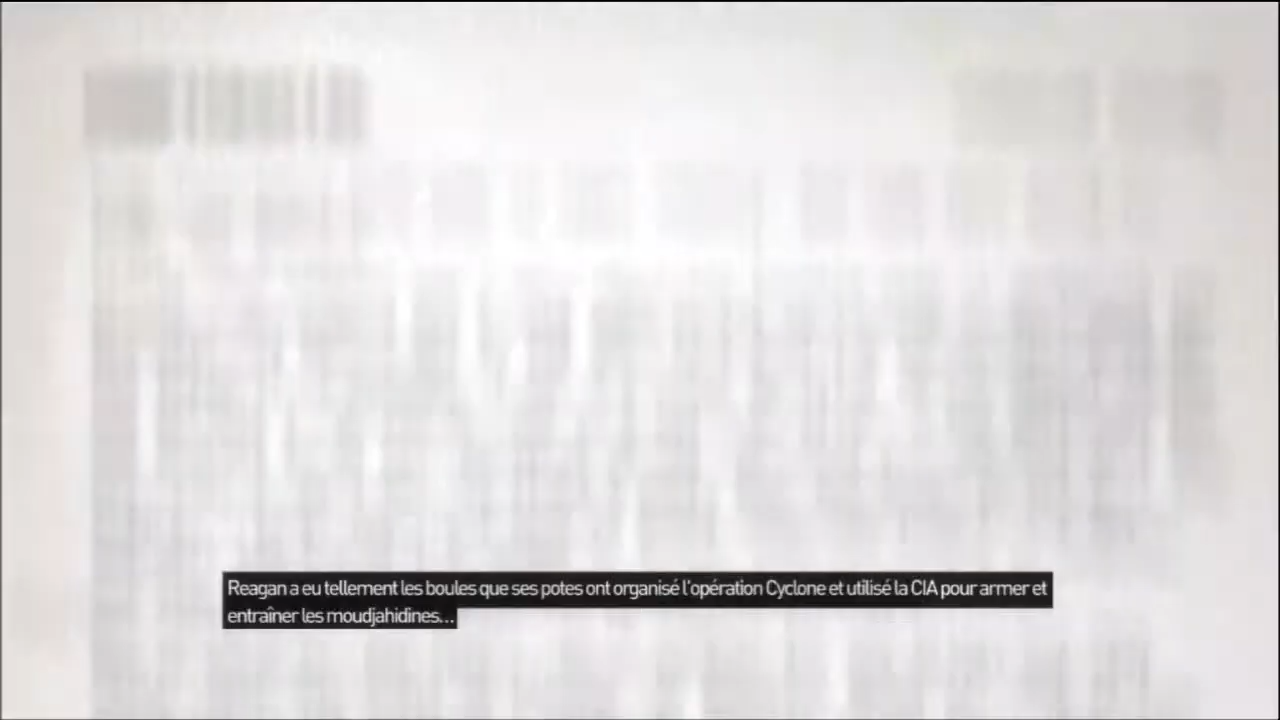 Reagan a eu tellement les boules que ses potes ont organisé l'opération Cyclone et utilisé la CIA pour armer et
entraîner les moudjahidines...